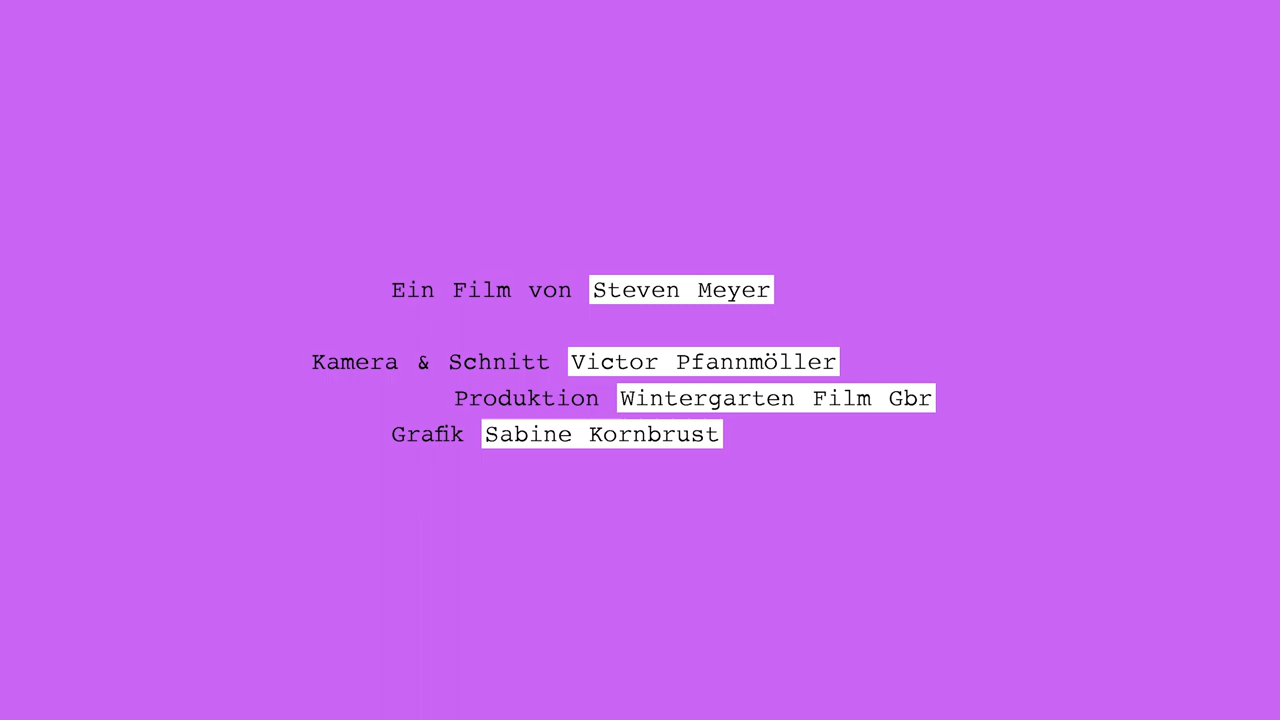 Ein Film von Steven Meyer
Kamera & Schnitt Victor Pfannmöller
Produktion Wintergarten Film Gbr
Grafik Sabine Kornbrust